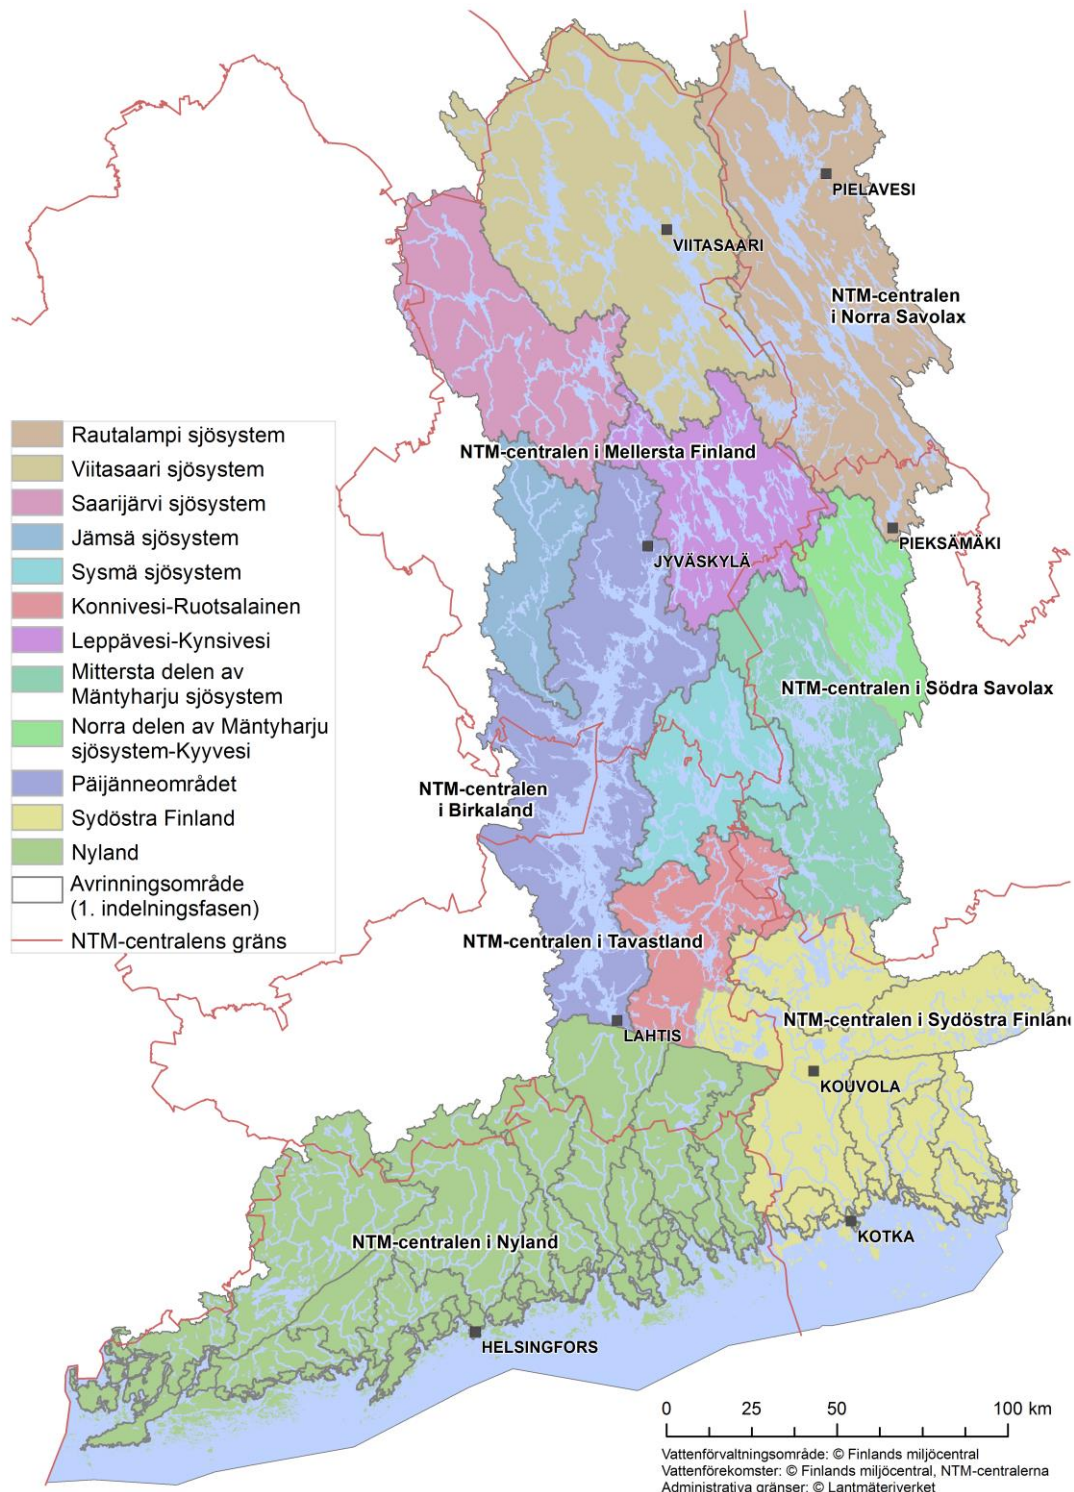 PIELAVESI
VIITASAARI
NTM-centralen
i Norra Savolax
Rautalampi sjösystem
Viitasaari sjösystem
Saarijärvi sjösystem
Jämsä sjösystem
Sysmä sjösystem
Konnivesi-Ruotsalainen
Leppävesi-Kynsivesi
Mittersta delen av
Mäntyharju sjösystem
Norra delen av Mäntyharju
sjösystem-Kyyvesi
Päijänneområdet
Sydöstra Finland
Nyland
Avrinningsområde
(1. indelningsfasen)
NTM-centralens gräns
NTM-centralen i Mellersta Finland
PIEKSÄMÄKI
JYVÄSKYLÄ
NTM-centralen i Södra Savolax
NTM-centralen
i Birkaland
NTM-centralen i Tavastland
NTM-centralen i Sydöstra Finland
LAHTIS
KOUVOLA
KOTKA
NTM-centralen i Nyland
HELSINGFORS
0 25 50 100 km
Vattenförvaltningsområde: © Finlands miljöcentral
Vattenförekomster: © Finlands miljöcentral, NTM-centralerna
Administrativa gränser: © Lantmäteriverket